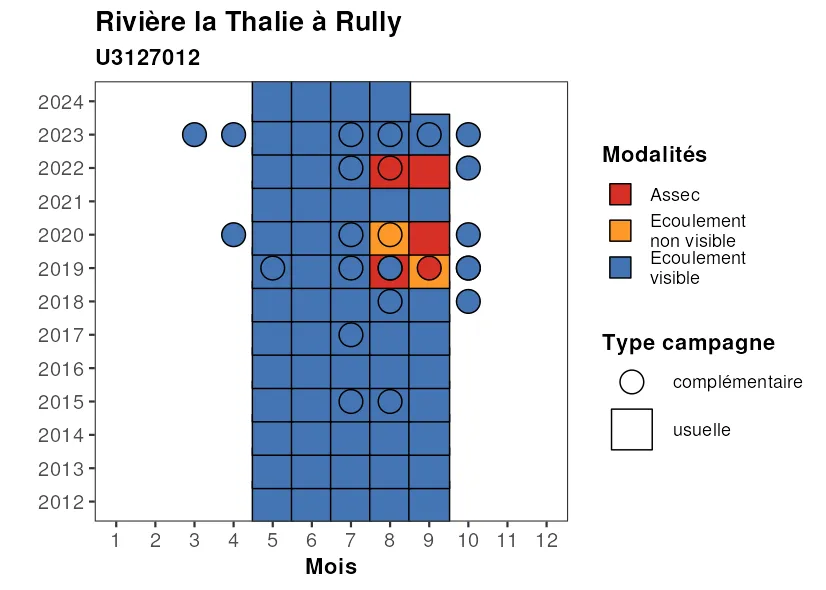 Rivière la Thalie à Rully
U3127012
2024
2023
2022
2021
2020
2019
2018
2017
2016
2015
2014
2013
2012
1 2 3 4 5 6 7 8 9 10 11 12
Mois
Modalités
Assec
Ecoulement
non visible
Ecoulement
visible
Type campagne
complémentaire
usuelle